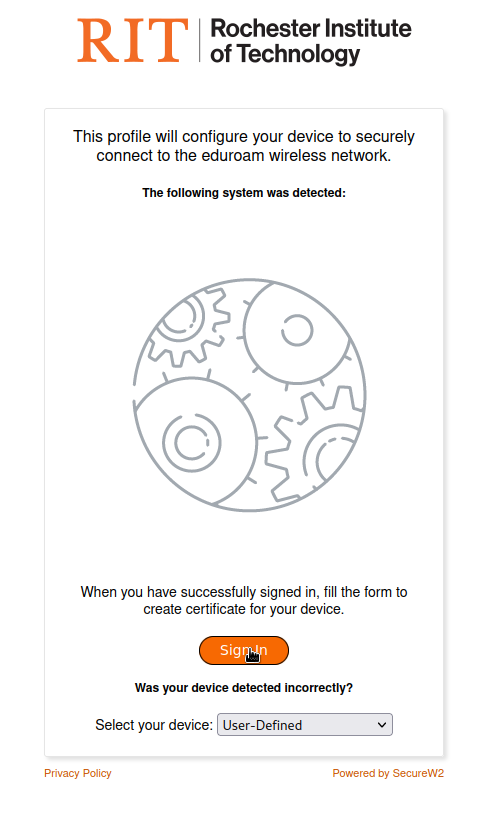 RIT
Rochester Institute
of Technology
This profile will configure your device to securely
connect to the eduroam wireless network.
The following system was detected:
When you have successfully signed in, fill the form to
create certificate for your device.
Sign In
Was your device detected incorrectly?
Select your device: User-Defined
Privacy Policy
Powered by SecureW2